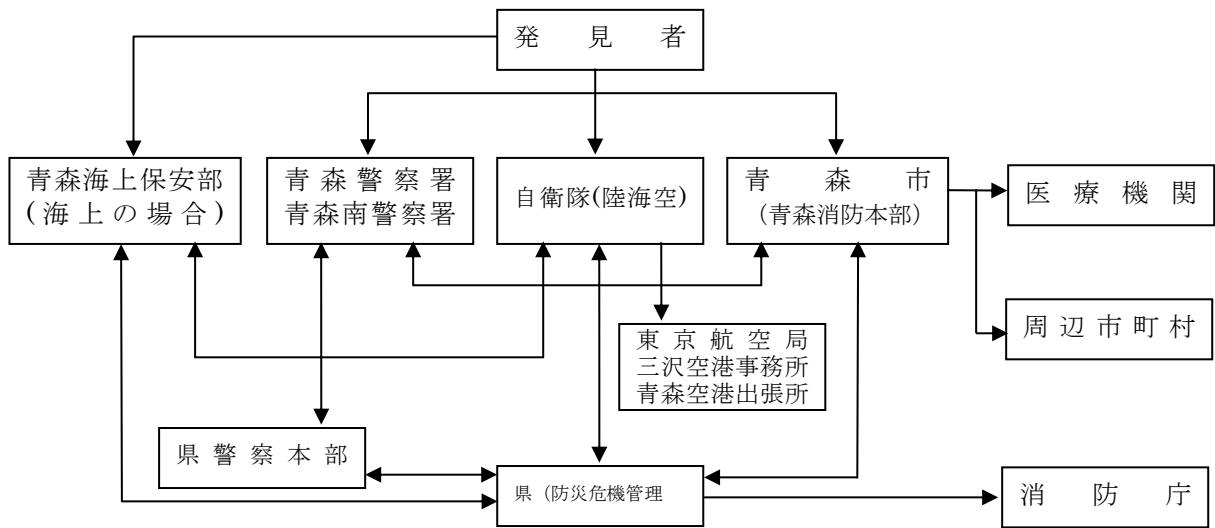 発見者
青森海上保安部
(海上の場合)
青森警察署
青森南警察署
自衛隊(陸海空)
青森市
（青森消防本部）
医療機関
周辺市町村
東京航空局
三沢空港事務所
青森空港出張所
県警察本部
県（防災危機管理
消防庁